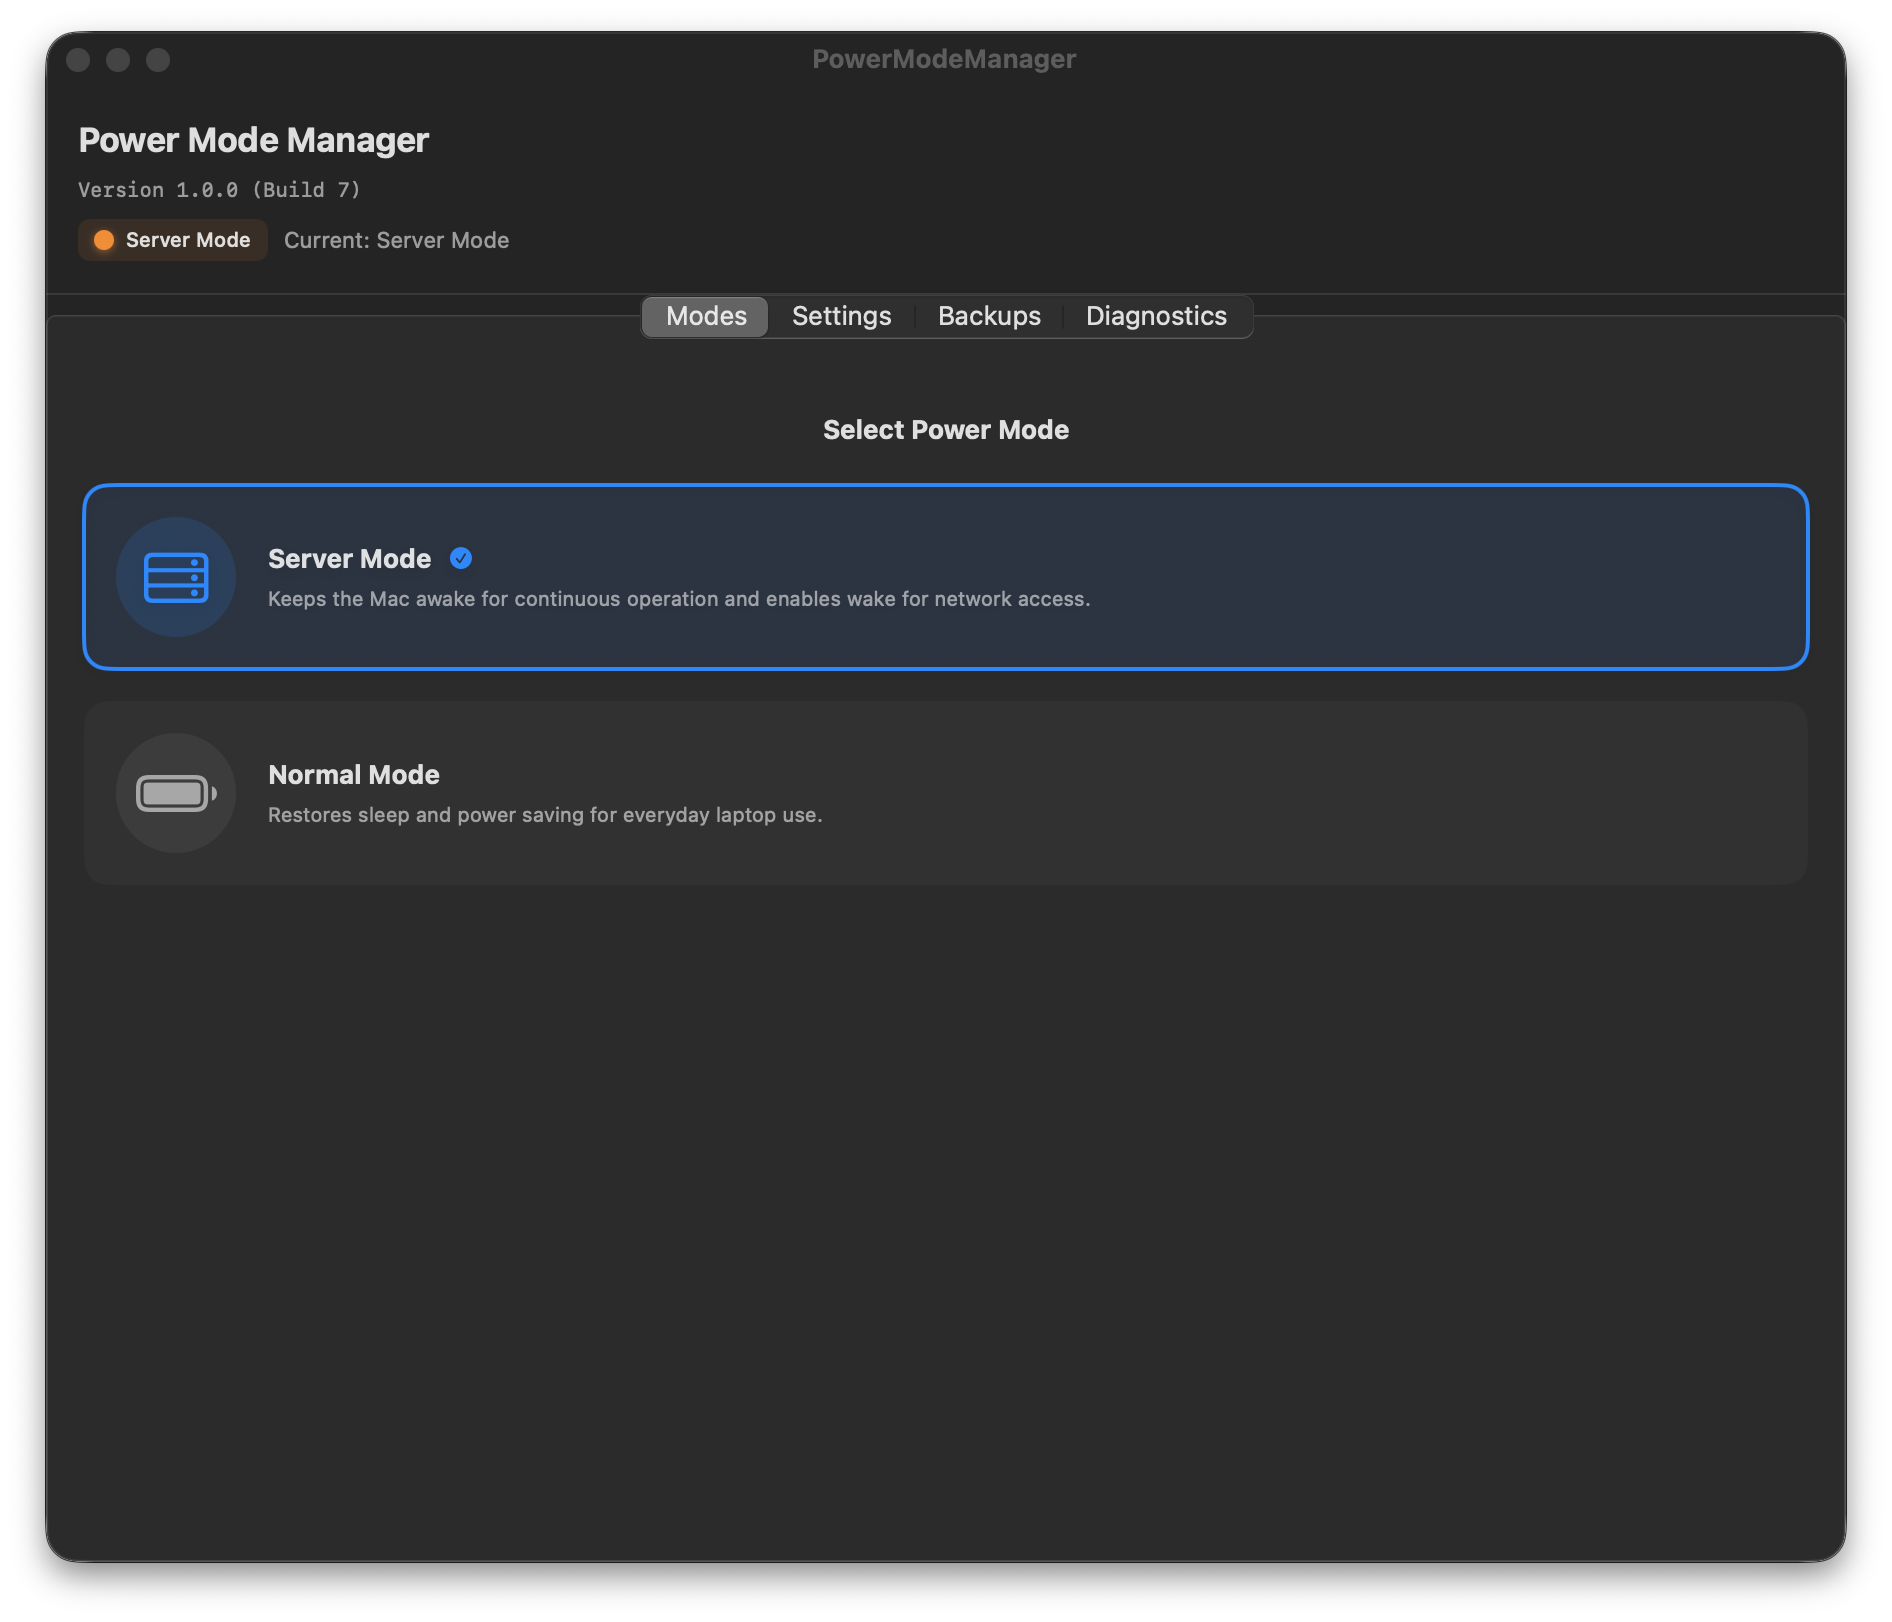 PowerModeManager
Power Mode Manager
Version 1.0.0 (Build 7)
Server Mode Current: Server Mode
Modes Settings Backups Diagnostics
Select Power Mode
Server Mode
Keeps the Mac awake for continuous operation and enables wake for network access.
Normal Mode
Restores sleep and power saving for everyday laptop use.